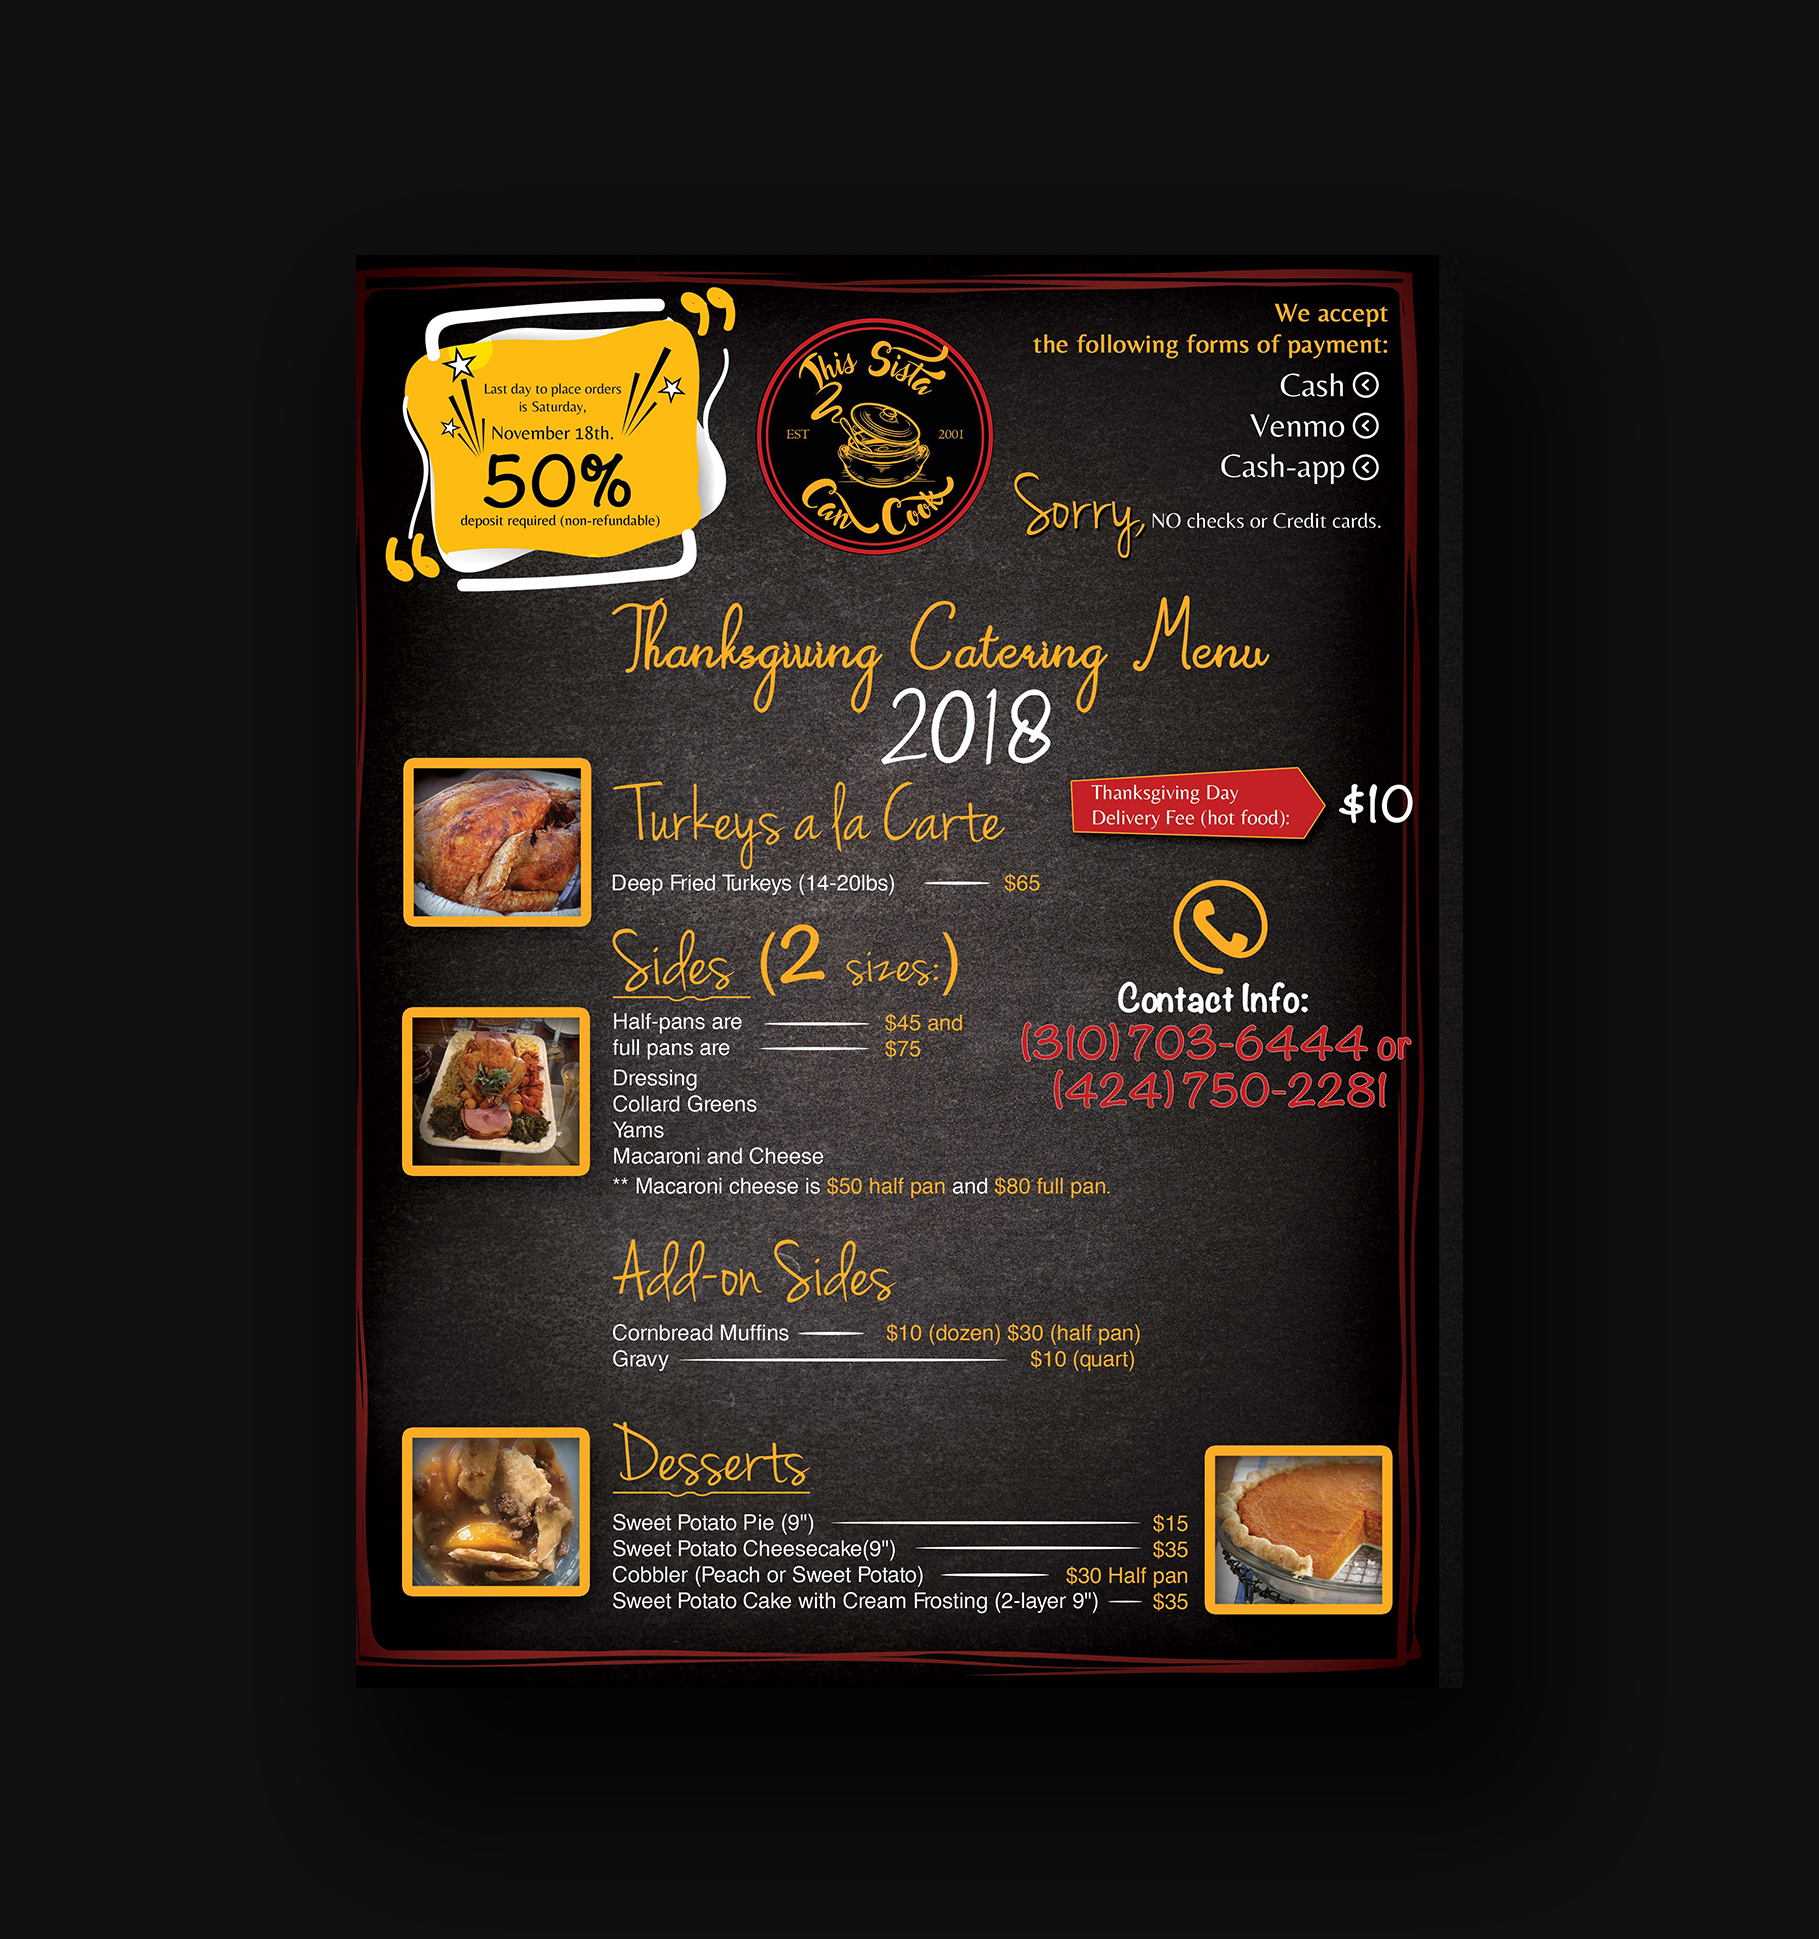 Last day to place orders
is Saturday,
November 18th.
50%
deposit required (non-refundable)
This Sista
EST 2001
Can Cook
We accept
the following forms of payment:
Cash
Venmo
Cash-app
Sorry, NO checks or Credit cards.
Thanksgiving Catering Menu
2018
Turkeys a la Carte
Deep Fried Turkeys (14-20lbs) $65
Thanksgiving Day
Delivery Fee (hot food): $10
Sides (2 sizes:)
Half-pans are $45 and
full pans are $75
Dressing
Collard Greens
Yams
Macaroni and Cheese
** Macaroni cheese is $50 half pan and $80 full pan.
Contact Info:
(310)703-6444 or
(424)750-2281
Add-on Sides
Cornbread Muffins $10 (dozen) $30 (half pan)
Gravy $10 (quart)
Desserts
Sweet Potato Pie (9") $15
Sweet Potato Cheesecake(9") $35
Cobbler (Peach or Sweet Potato) $30 Half pan
Sweet Potato Cake with Cream Frosting (2-layer 9") $35